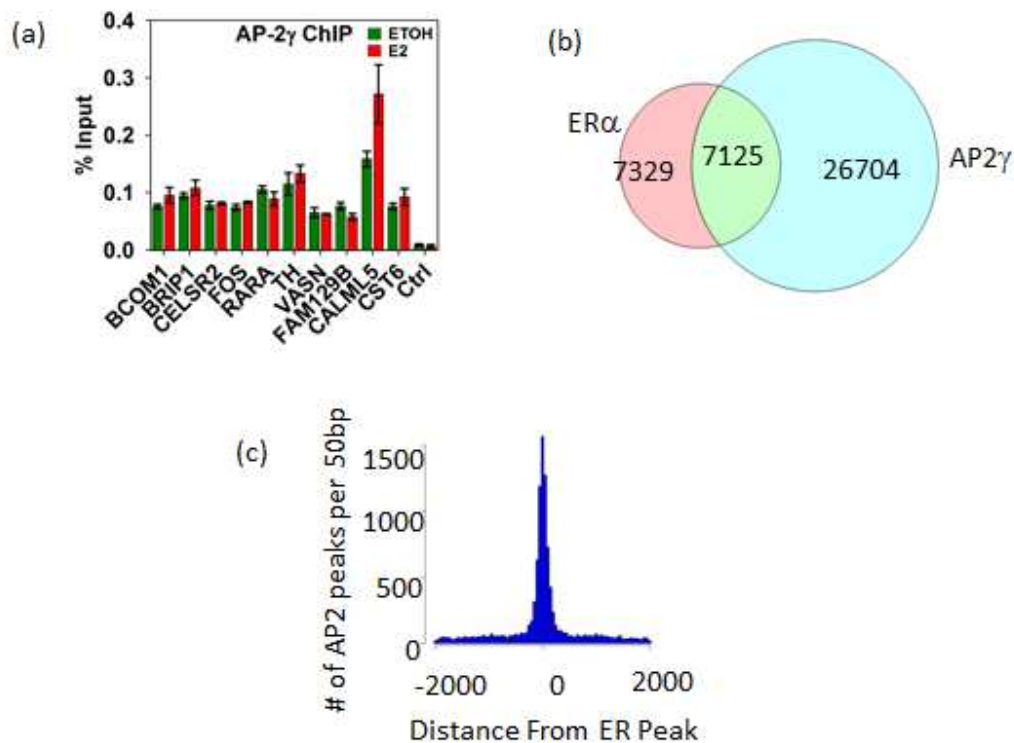 (a)
AP-2γ ChIP
ETOH
E2
% Input
0.4
0.3
0.2
0.1
0.0
BCOM1
BRIP1
CELSR2
FOS
RARA
TH
VASN
FAM129B
CALML5
CST6
Ctrl
(b)
ERα
7329
7125
26704
AP2γ
(c)
# of AP2 peaks per 50bp
1500
1000
500
0
-2000
0
2000
Distance From ER Peak